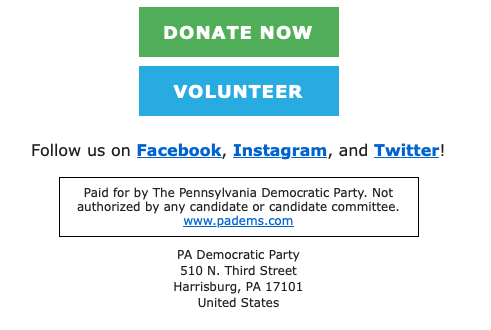 DONATE NOW
VOLUNTEER
Follow us on Facebook, Instagram, and Twitter!
Paid for by The Pennsylvania Democratic Party. Not
authorized by any candidate or candidate committee.
www.padems.com
PA Democratic Party
510 N. Third Street
Harrisburg, PA 17101
United States